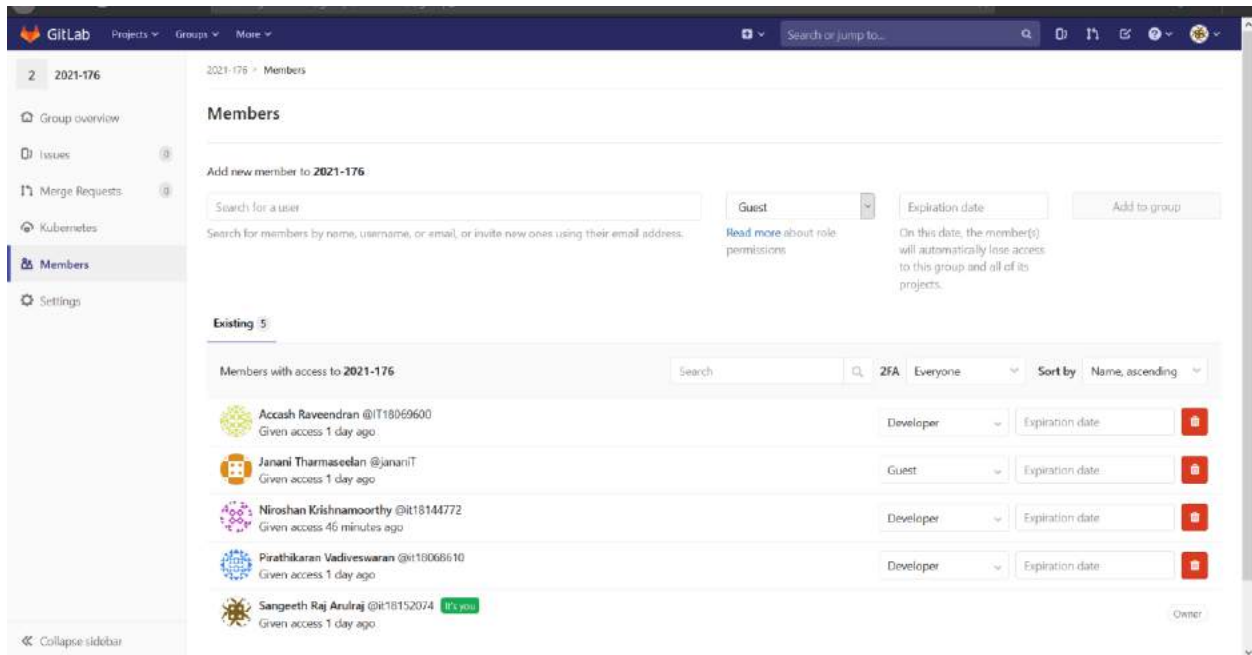 GitLab Projects Groups More Search or jump to...
2 2021-176
2021-176 > Members
Group overview
Issues 0
Merge Requests 0
Kubernetes
Members
Settings
Collapse sidebar
Members
Add new member to 2021-176
Search for a user
Search for members by name, username, or email, or invite new ones using their email address.
Guest
Read more about role
permissions
Expiration date
On this date, the member(s)
will automatically lose access
to this group and all of its
projects.
Add to group
Existing 5
Members with access to 2021-176 Search 2FA Everyone Sort by Name, ascending
Accash Raveendran @IT18069600
Given access 1 day ago
Developer Expiration date
Janani Tharmaseelan @jananiT
Given access 1 day ago
Guest Expiration date
Niroshan Krishnamoorthy @it18144772
Given access 46 minutes ago
Developer Expiration date
Pirathikaran Vadiveswaran @it18068610
Given access 1 day ago
Developer Expiration date
Sangeeth Raj Arulraj @it18152074 It's you
Given access 1 day ago
Owner